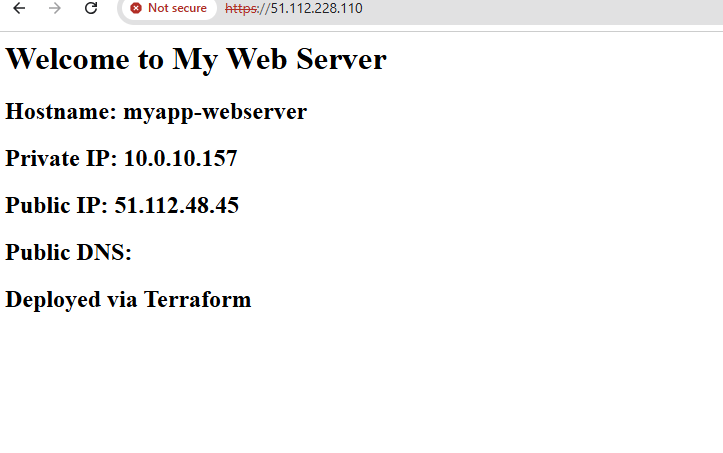 Not secure https://51.112.228.110
Welcome to My Web Server
Hostname: myapp-webserver
Private IP: 10.0.10.157
Public IP: 51.112.48.45
Public DNS:
Deployed via Terraform